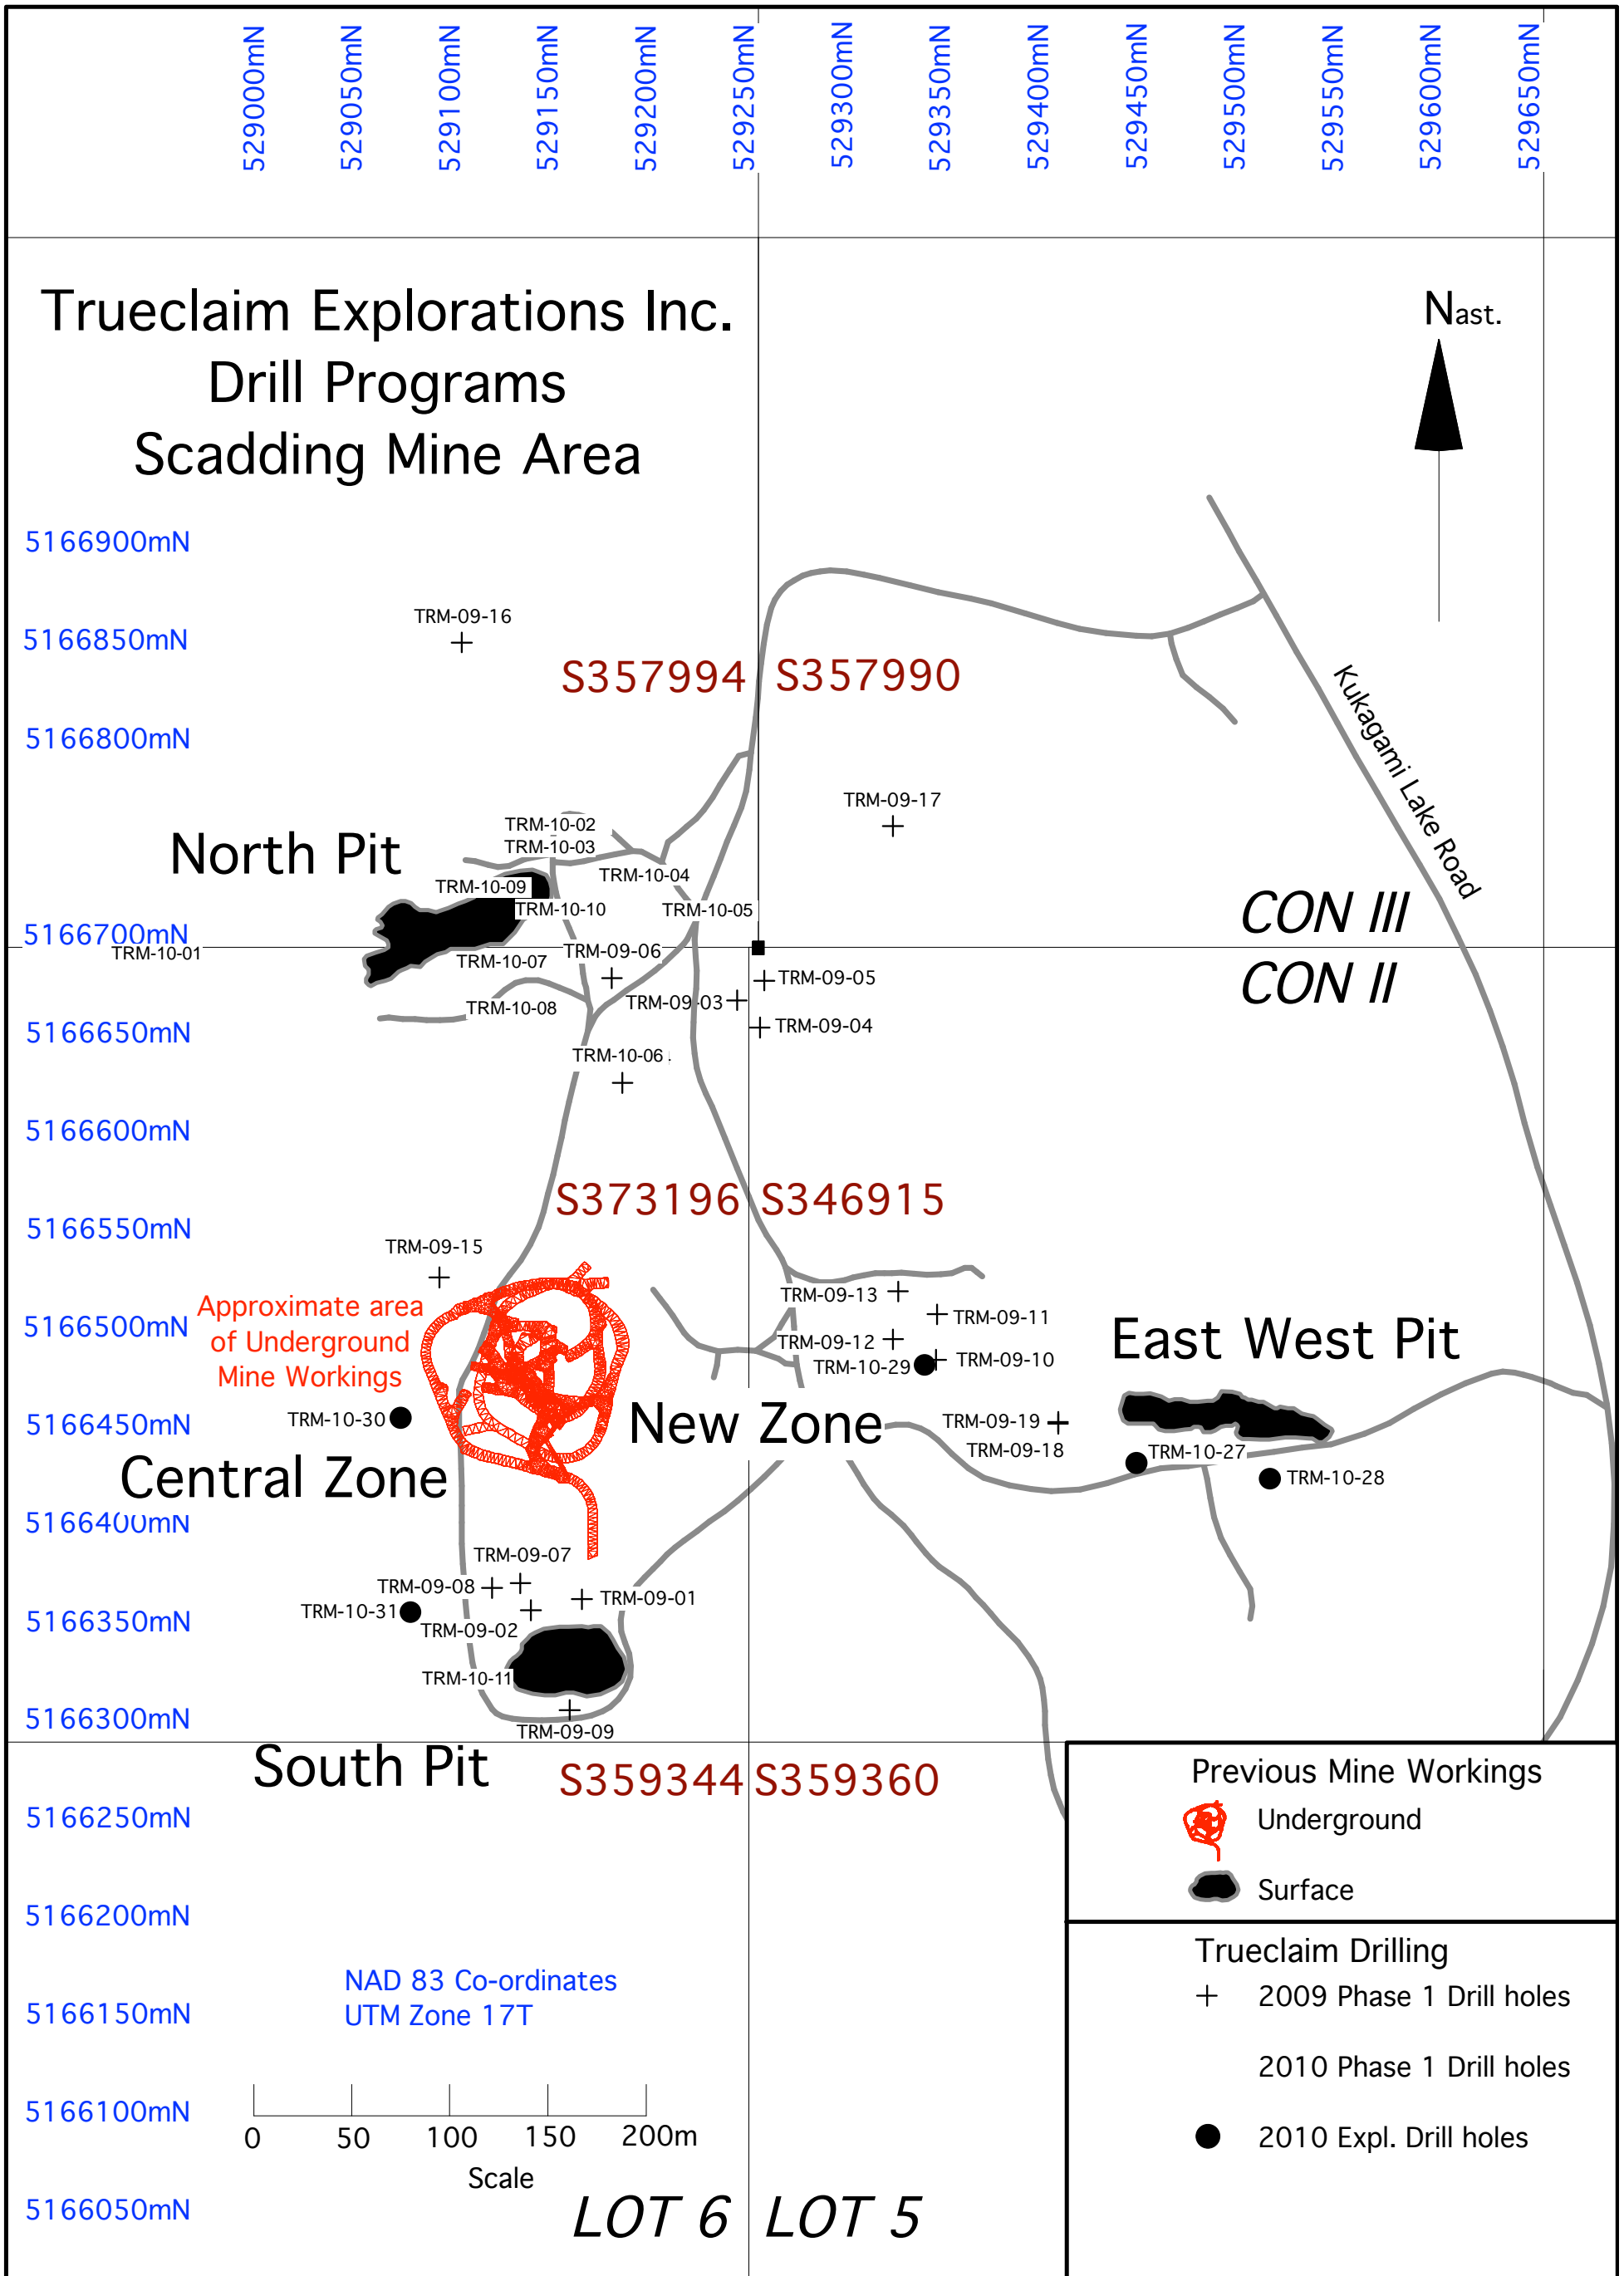 529000mN
529050mN
529100mN
529150mN
529200mN
529250mN
529300mN
529350mN
529400mN
529450mN
529500mN
529550mN
529600mN
529650mN
Trueclaim Explorations Inc.
Drill Programs
Scadding Mine Area
Nast.
5166900mN
TRM-09-16
5166850mN
S357994
S357990
Kukagami Lake Road
5166800mN
TRM-09-17
TRM-10-02
TRM-10-03
North Pit
TRM-10-04
TRM-10-09
TRM-10-10
TRM-10-05
CON III
5166700mN
TRM-10-01
TRM-10-07
TRM-09-06
CON II
TRM-09-05
TRM-09-03
TRM-10-08
TRM-09-04
5166650mN
TRM-10-06
5166600mN
S373196
S346915
5166550mN
TRM-09-15
TRM-09-13
Approximate area
of Underground
Mine Workings
TRM-09-11
5166500mN
TRM-09-12
East West Pit
TRM-10-29
TRM-09-10
TRM-10-30
5166450mN
New Zone
TRM-09-19
TRM-09-18
TRM-10-27
TRM-10-28
Central Zone
5166400mN
TRM-09-07
TRM-09-08
TRM-09-01
TRM-10-31
5166350mN
TRM-09-02
TRM-10-11
5166300mN
TRM-09-09
South Pit
S359344
S359360
Previous Mine Workings
Underground
Surface
5166250mN
5166200mN
Trueclaim Drilling
2009 Phase 1 Drill holes
2010 Phase 1 Drill holes
2010 Expl. Drill holes
NAD 83 Co-ordinates
UTM Zone 17T
5166150mN
5166100mN
0 50 100 150 200m
Scale
5166050mN
LOT 6
LOT 5